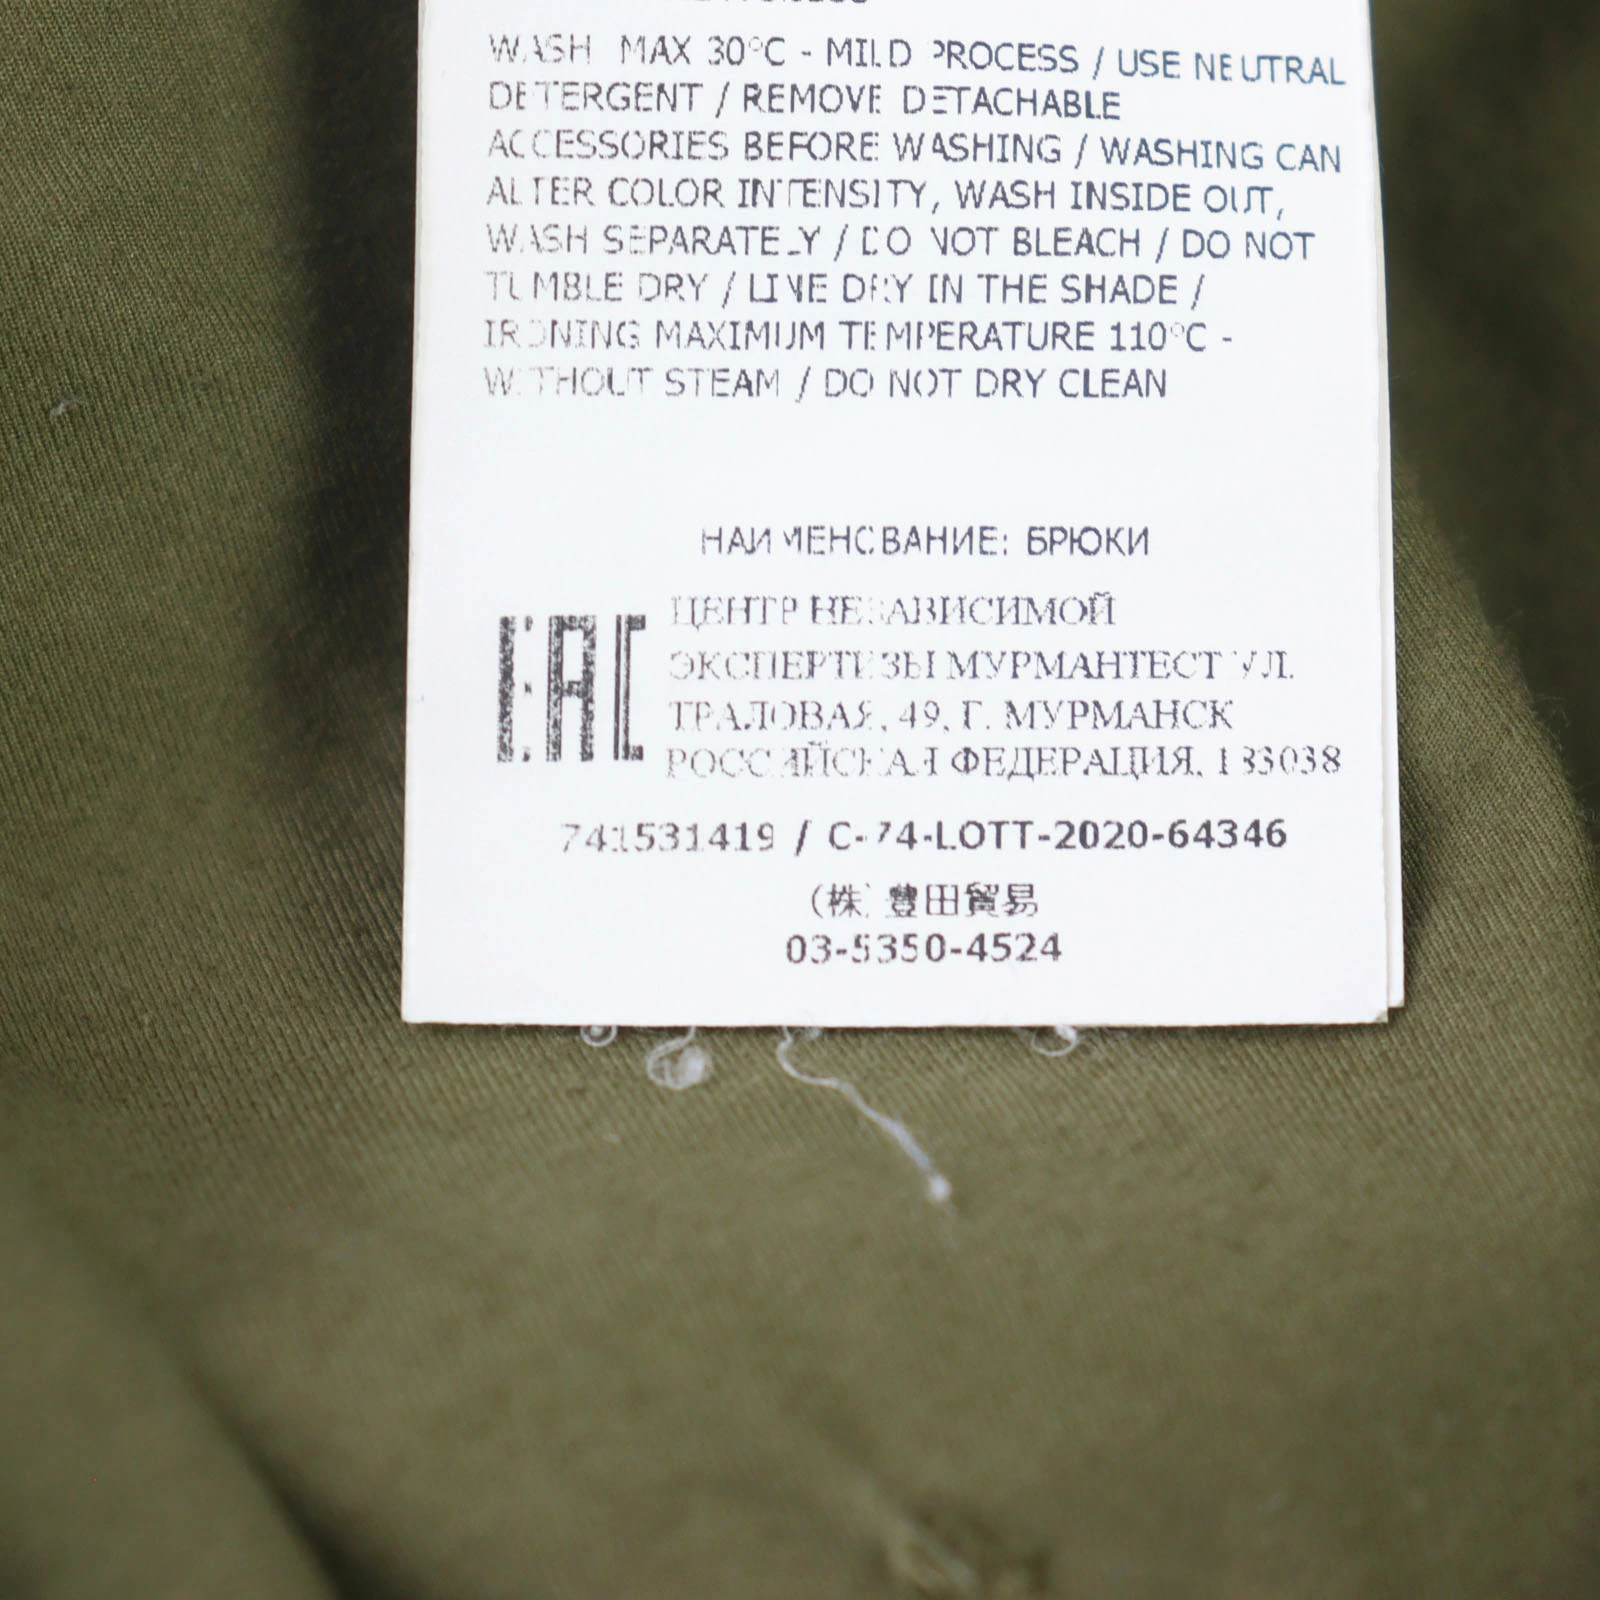 WASH MAX 30°C - MILD PROCESS / USE NEUTRAL
DETERGENT / REMOVE DETACHABLE
ACCESSORIES BEFORE WASHING / WASHING CAN
ALTER COLOR INTENSITY, WASH INSIDE OUT,
WASH SEPARATELY / DO NOT BLEACH / DO NOT
TUMBLE DRY / LINE DRY IN THE SHADE /
IRONING MAXIMUM TEMPERATURE 110°C -
WITHOUT STEAM / DO NOT DRY CLEAN
НАИМЕНОВАНИЕ: БРЮКИ
EAC
ЦЕНТР НЕЗАВИСИМОЙ
ЭКСПЕРТИЗЫ МУРМАНТЕСТ УЛ.
ТРАЛОВАЯ, 49, Г. МУРМАНСК
РОССИЙСКАЯ ФЕДЕРАЦИЯ, 183038
741531419 / C-74-LOTT-2020-64346
(株) 豊田貿易
03-5350-4524